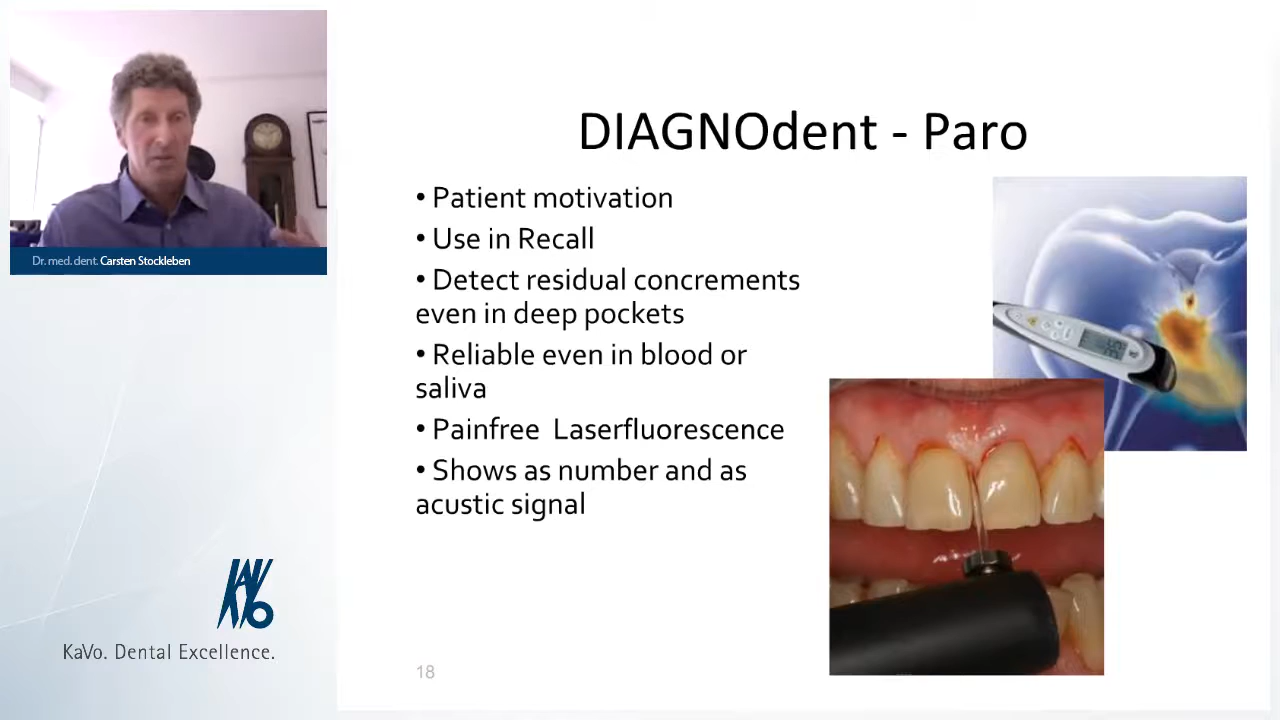 DIAGNOdent - Paro
• Patient motivation
• Use in Recall
• Detect residual concrements
even in deep pockets
• Reliable even in blood or
saliva
• Painfree  Laserfluorescence
• Shows as number and as
acustic signal
Dr. med. dent. Carsten Stockleben
KaVo
KaVo. Dental Excellence.
18